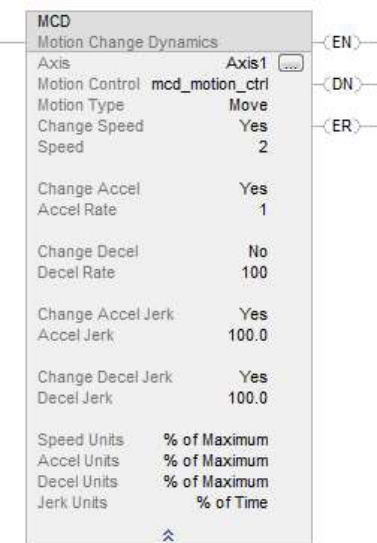 MCD
Motion Change Dynamics
EN
Axis Axis1 ...
Motion Control mcd_motion_ctrl
DN
Motion Type Move
Change Speed Yes
ER
Speed 2
Change Accel Yes
Accel Rate 1
Change Decel No
Decel Rate 100
Change Accel Jerk Yes
Accel Jerk 100.0
Change Decel Jerk Yes
Decel Jerk 100.0
Speed Units % of Maximum
Accel Units % of Maximum
Decel Units % of Maximum
Jerk Units % of Time